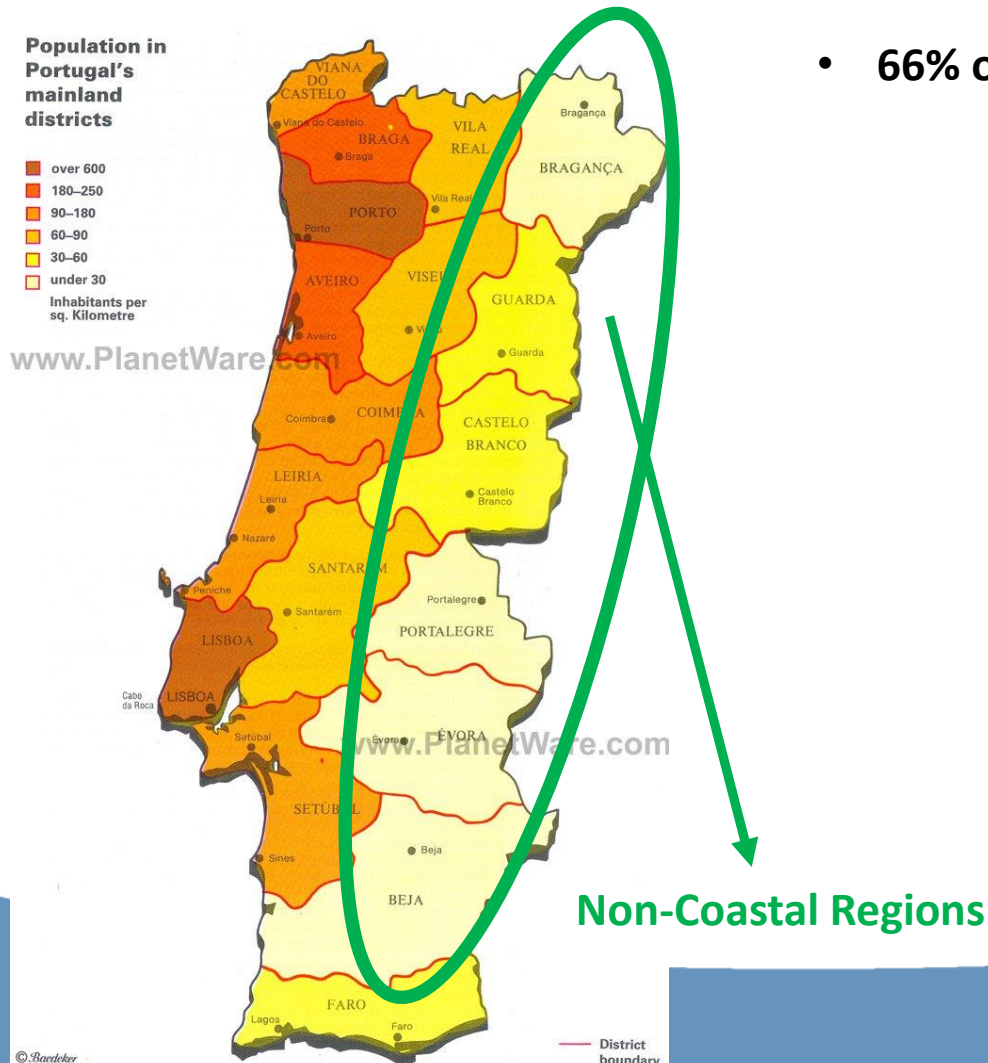 Population in
Portugal's
mainland
districts
over 600
180–250
90–180
60–90
30–60
under 30
Inhabitants per
sq. Kilometre
• 66% o
VIANA
DO
CASTELO
Viana do Castelo
BRAGA
Braga
VILA
REAL
Vila Real
Bragança
BRAGANÇA
PORTO
Porto
AVEIRO
Aveiro
VISEU
GUARDA
Guarda
www.PlanetWare.com
Coimbra
COIMBRA
CASTELO
BRANCO
Castelo
Branco
LEIRIA
Leiria
Nazaré
SANTARÉM
Santarém
Peniche
Portalegre
PORTALEGRE
LISBOA
Cabo
da Roca
LISBOA
Setúbal
Évora
ÉVORA
www.PlanetWare.com
SETÚBAL
Sines
Beja
BEJA
Non-Coastal Regions
FARO
Lagos
Faro
District
boundary
© Baedeker